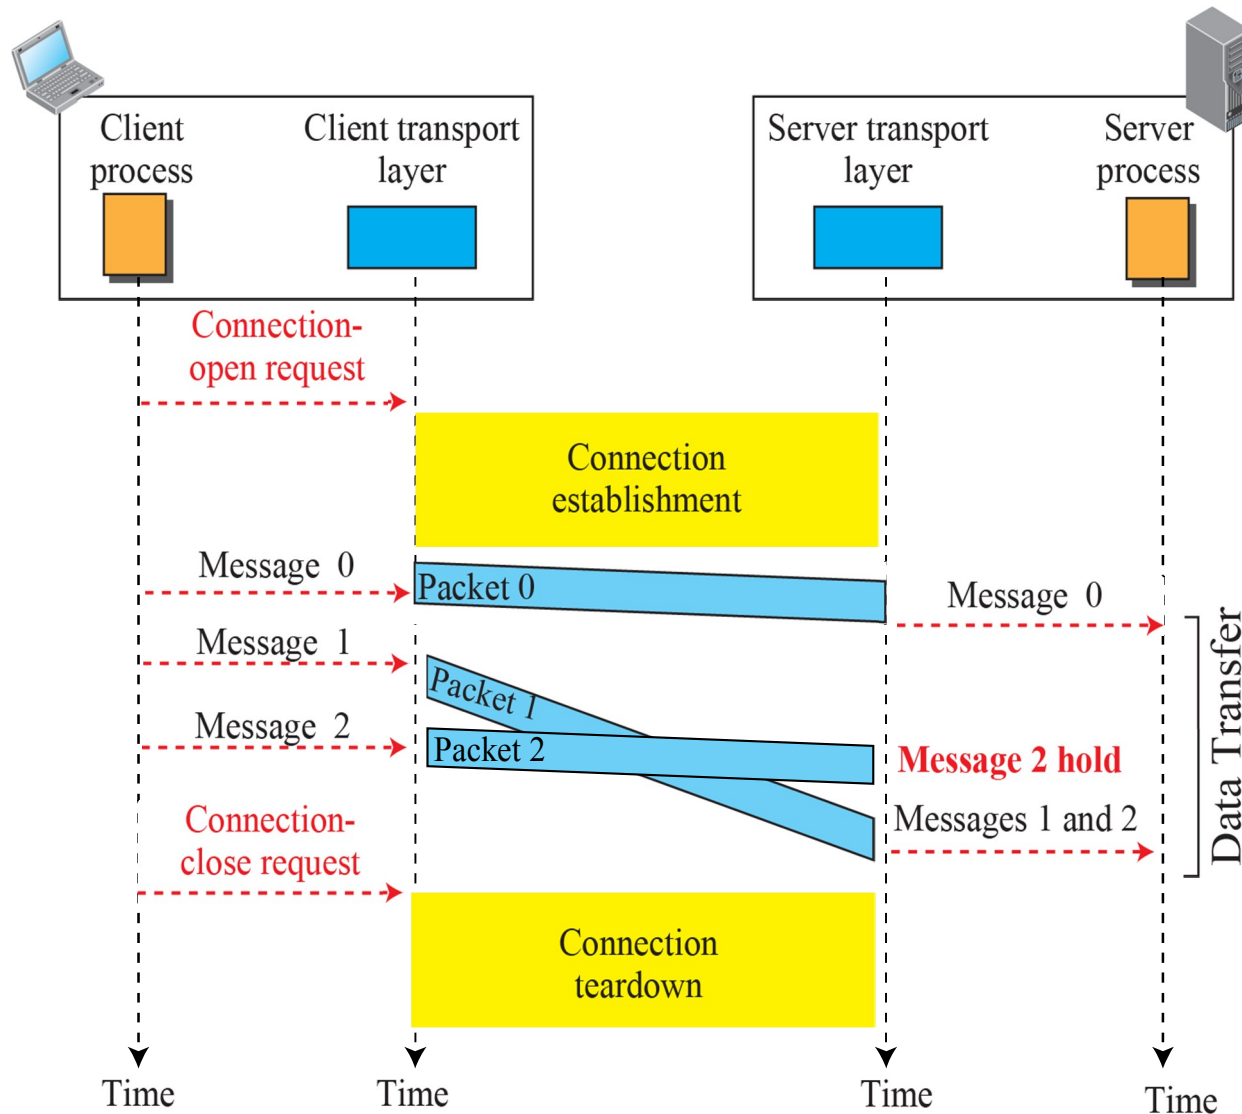 Client
process
Client transport
layer
Server transport
layer
Server
process
Connection-
open request
Connection
establishment
Message 0
Packet 0
Message 0
Message 1
Packet 1
Message 2
Packet 2
Message 2 hold
Messages 1 and 2
Data Transfer
Connection-
close request
Connection
teardown
Time
Time
Time
Time